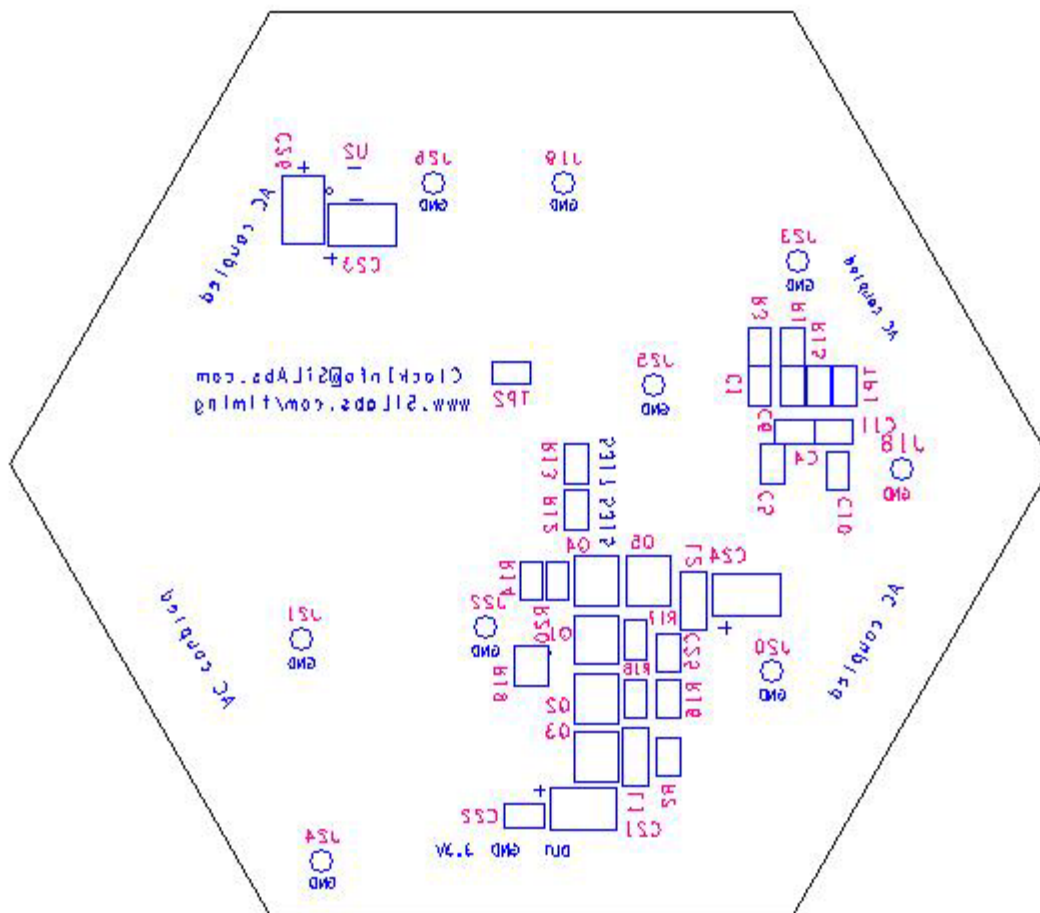 C26
U2
J26
J19
GND
GND
AC coupled
C23
J23
GND
AC coupled
R3
R1
R15
ClockInfo@SiLAbs.com
www.SiLabs.com/timing
TP2
J25
GND
C1
TP1
C6
C11
C4
J18
GND
C5
C10
R13
5317
R12
5315
Q4
Q5
L2
C24
R14
R20
AC coupled
AC coupled
J21
GND
J22
GND
Q1
R17
C25
J20
GND
R19
R18
Q2
R16
Q3
L1
R2
C22
C21
3.3V
GND
DUT
J24
GND